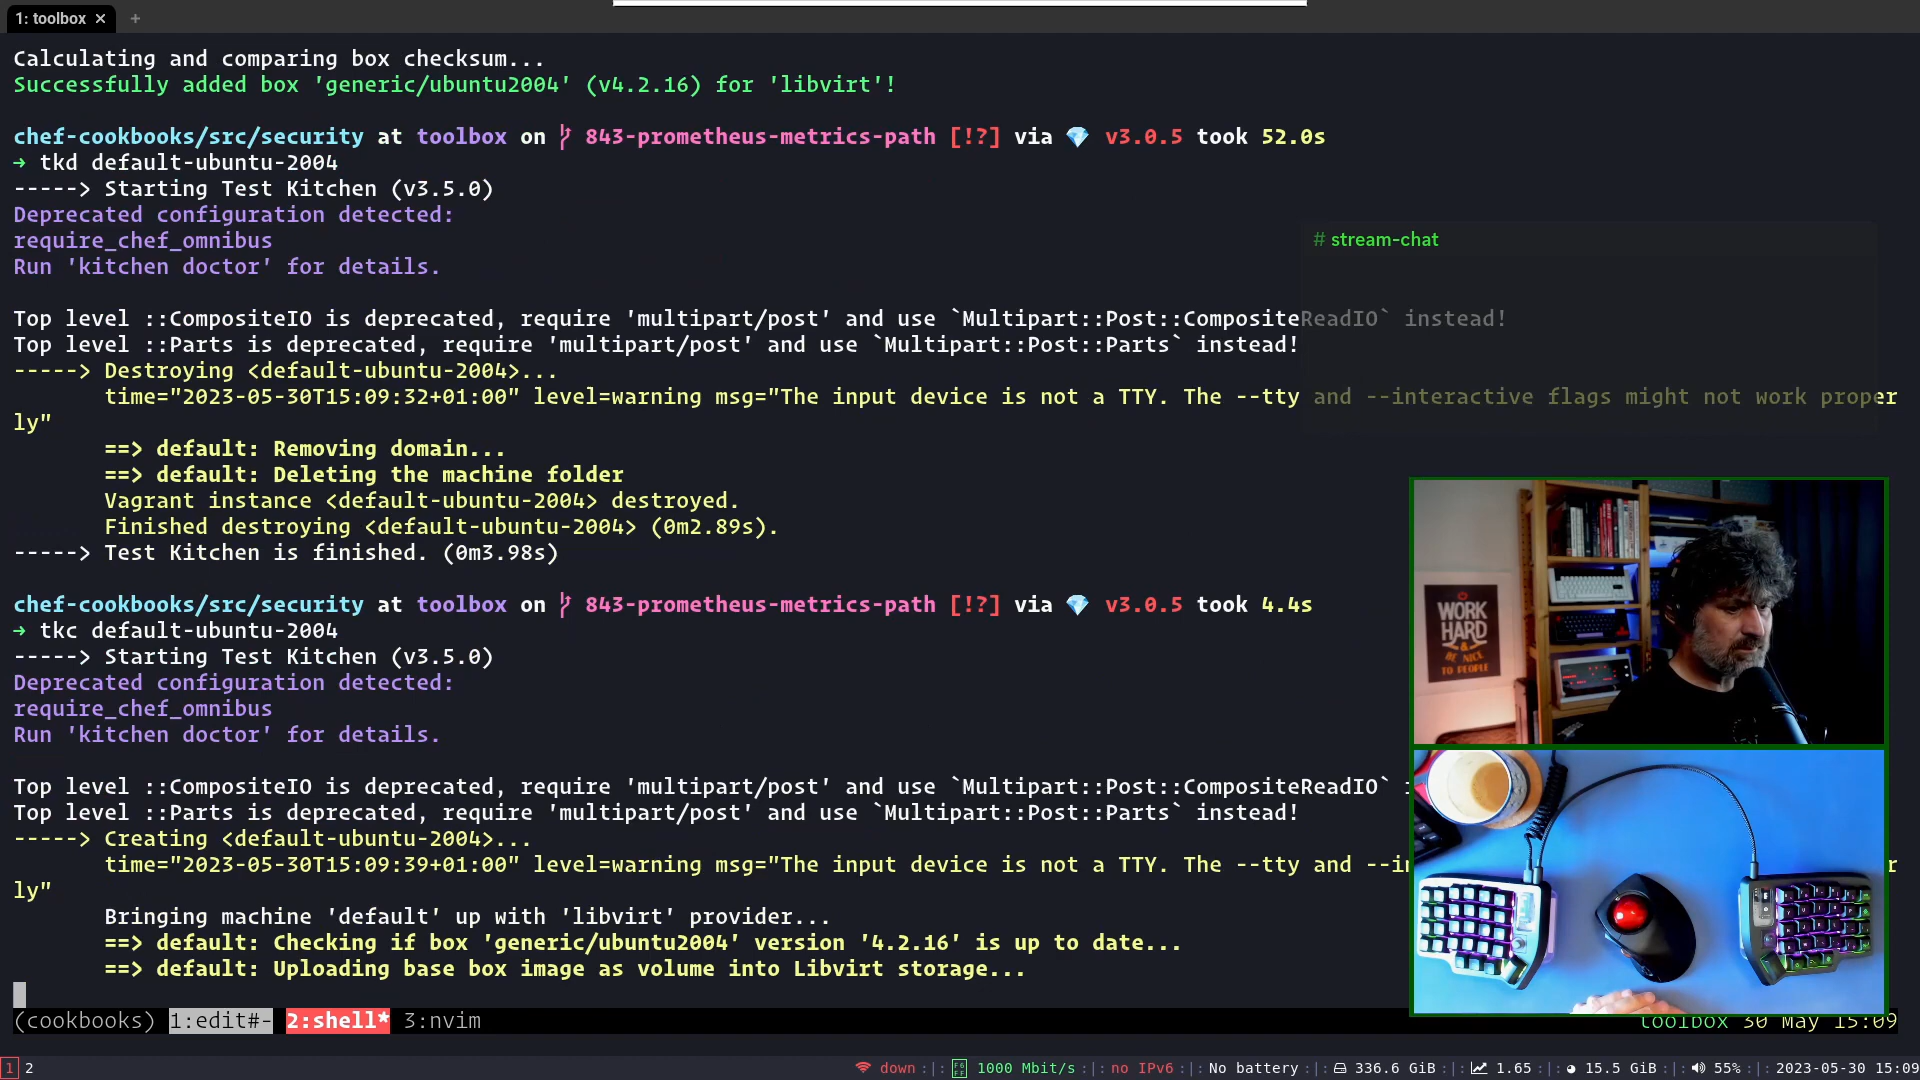 1: toolbox × +
Calculating and comparing box checksum...
Successfully added box 'generic/ubuntu2004' (v4.2.16) for 'libvirt'!
chef-cookbooks/src/security at toolbox on 843-prometheus-metrics-path [!?] via 💎 v3.0.5 took 52.0s
→ tkd default-ubuntu-2004
-----> Starting Test Kitchen (v3.5.0)
Deprecated configuration detected:
require_chef_omnibus
Run 'kitchen doctor' for details.
# stream-chat
Top level ::CompositeIO is deprecated, require 'multipart/post' and use `Multipart::Post::CompositeReadIO` instead!
Top level ::Parts is deprecated, require 'multipart/post' and use `Multipart::Post::Parts` instead!
-----> Destroying <default-ubuntu-2004>...
time="2023-05-30T15:09:32+01:00" level=warning msg="The input device is not a TTY. The --tty and --interactive flags might not work proper
ly"
==> default: Removing domain...
==> default: Deleting the machine folder
Vagrant instance <default-ubuntu-2004> destroyed.
Finished destroying <default-ubuntu-2004> (0m2.89s).
-----> Test Kitchen is finished. (0m3.98s)
chef-cookbooks/src/security at toolbox on 843-prometheus-metrics-path [!?] via 💎 v3.0.5 took 4.4s
→ tkc default-ubuntu-2004
-----> Starting Test Kitchen (v3.5.0)
Deprecated configuration detected:
require_chef_omnibus
Run 'kitchen doctor' for details.
Top level ::CompositeIO is deprecated, require 'multipart/post' and use `Multipart::Post::CompositeReadIO`
Top level ::Parts is deprecated, require 'multipart/post' and use `Multipart::Post::Parts` instead!
-----> Creating <default-ubuntu-2004>...
time="2023-05-30T15:09:39+01:00" level=warning msg="The input device is not a TTY. The --tty and --in
ly"
Bringing machine 'default' up with 'libvirt' provider...
==> default: Checking if box 'generic/ubuntu2004' version '4.2.16' is up to date...
==> default: Uploading base box image as volume into Libvirt storage...
WORK
HARD
&
BE NICE
TO PEOPLE
(cookbooks) 1:edit#- 2:shell* 3:nvim
toolbox 30 May 15:09
1 2
down :|: 1000 Mbit/s :|: no IPv6 :|: No battery :|: 336.6 GiB :|: 1.65 :|: 15.5 GiB :|: 55% :|: 2023-05-30 15:09